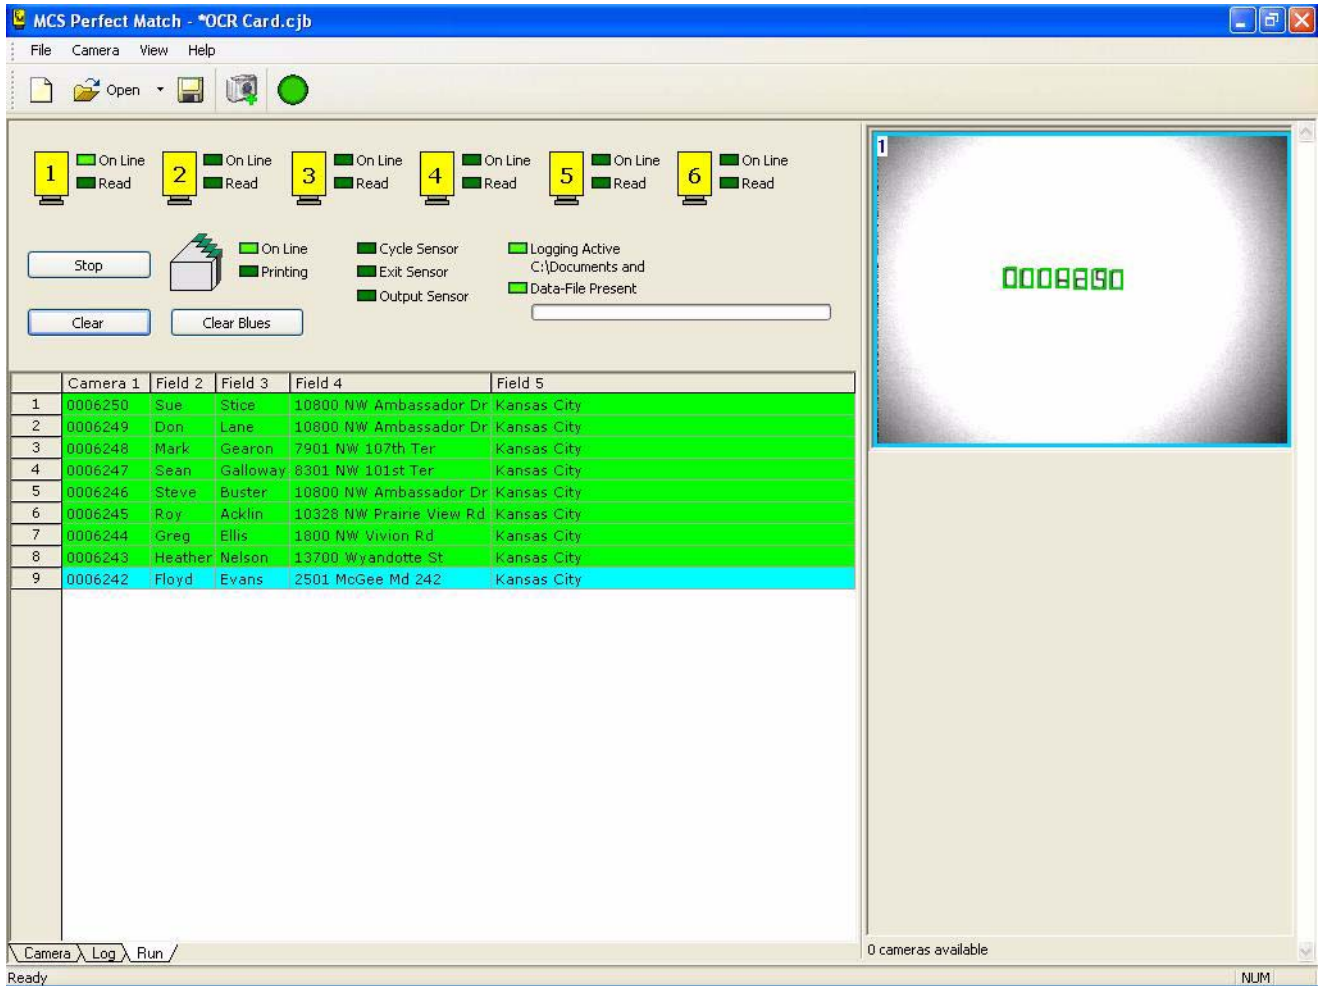 MCS Perfect Match - *OCR Card.cjb
File Camera View Help
Open
1 On Line Read 2 On Line Read 3 On Line Read 4 On Line Read 5 On Line Read 6 On Line Read
Stop
On Line
Printing
Cycle Sensor
Exit Sensor
Output Sensor
Logging Active
C:\Documents and
Data-File Present
Clear
Clear Blues
Camera 1 Field 2 Field 3 Field 4 Field 5
1 0006250 Sue Stice 10800 NW Ambassador Dr Kansas City
2 0006249 Don Lane 10800 NW Ambassador Dr Kansas City
3 0006248 Mark Gearon 7901 NW 107th Ter Kansas City
4 0006247 Sean Galloway 8301 NW 101st Ter Kansas City
5 0006246 Steve Buster 10800 NW Ambassador Dr Kansas City
6 0006245 Roy Acklin 10328 NW Prairie View Rd Kansas City
7 0006244 Greg Ellis 1800 NW Vivion Rd Kansas City
8 0006243 Heather Nelson 13700 Wyandotte St Kansas City
9 0006242 Floyd Evans 2501 McGee Md 242 Kansas City
Camera Log Run
Ready
1
0 cameras available
NUM